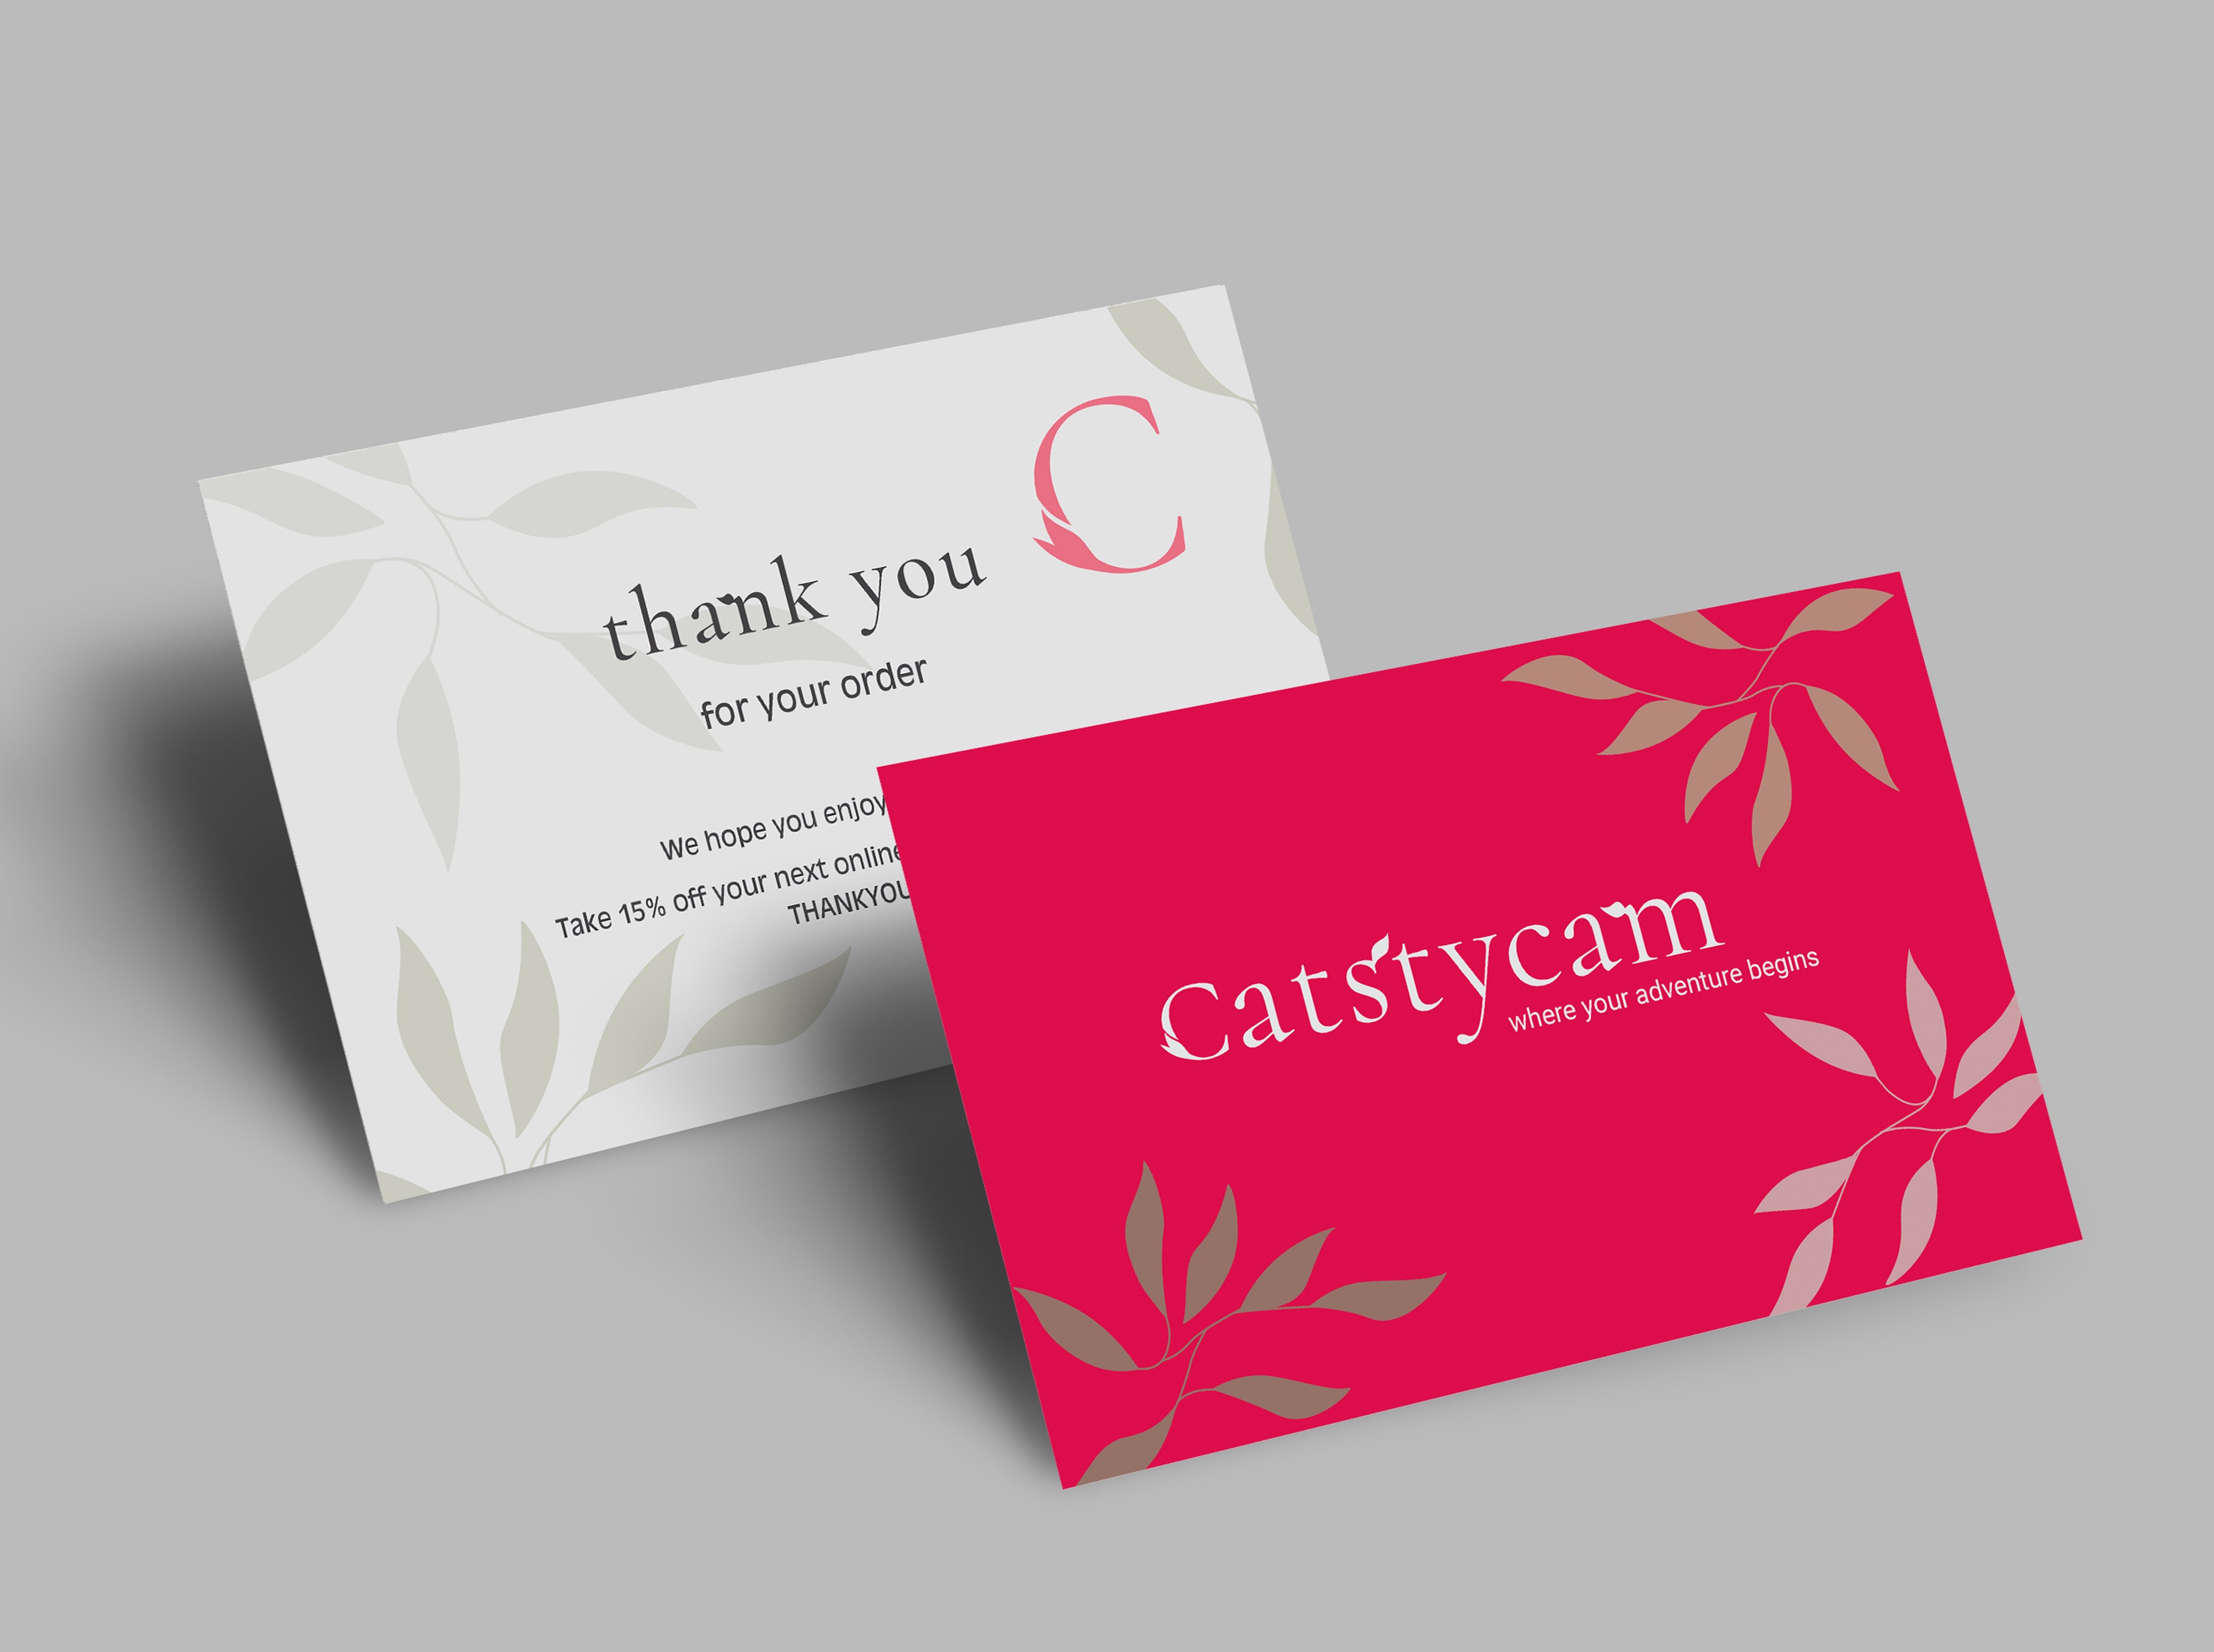 C
thank you
for your order
We hope you enjoy
Take 15% off your next online
THANKYOU
Catstycam
where your adventure begins